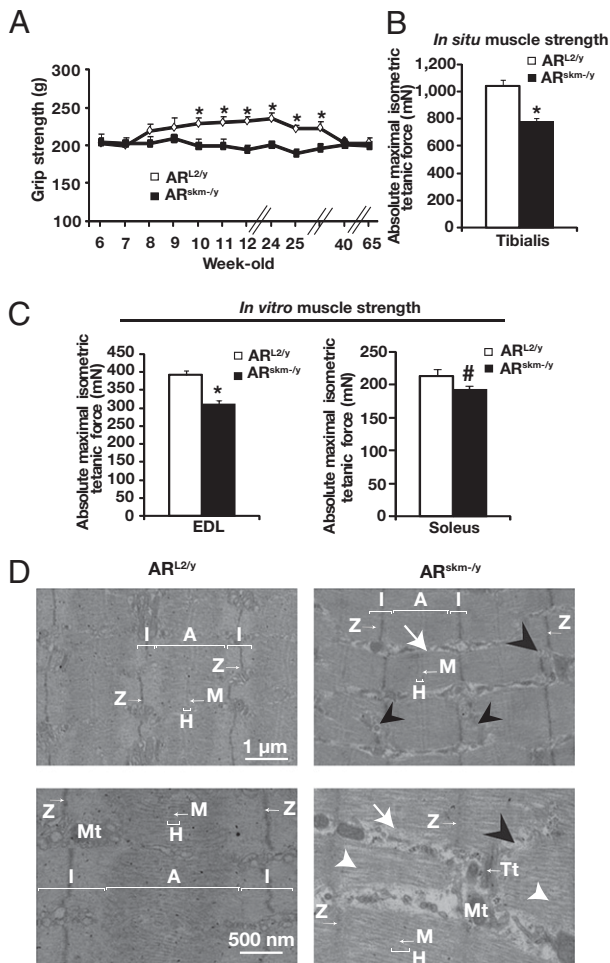 A
Grip strength (g)
300
250
200
150
100
* * * * * *
AR^L2/y
AR^skm-/y
6 7 8 9 10 11 12 24 25 40 65
Week-old
B
In situ muscle strength
AR^L2/y
AR^skm-/y
Absolute maximal isometric
tetanic force (mN)
1,200
1,000
800
600
400
200
0
*
Tibialis
C
In vitro muscle strength
Absolute maximal isometric
tetanic force (mN)
450
400
350
300
250
200
150
100
50
0
AR^L2/y
AR^skm-/y
*
EDL
Absolute maximal isometric
tetanic force (mN)
250
200
150
100
50
0
AR^L2/y
AR^skm-/y
#
Soleus
D
AR^L2/y
I A I
Z
Z M
H
1 µm
AR^skm-/y
I A I
Z Z
M
H
Z M Z
Mt H
I A I
500 nm
Z
Tt
Mt
Z
M
H